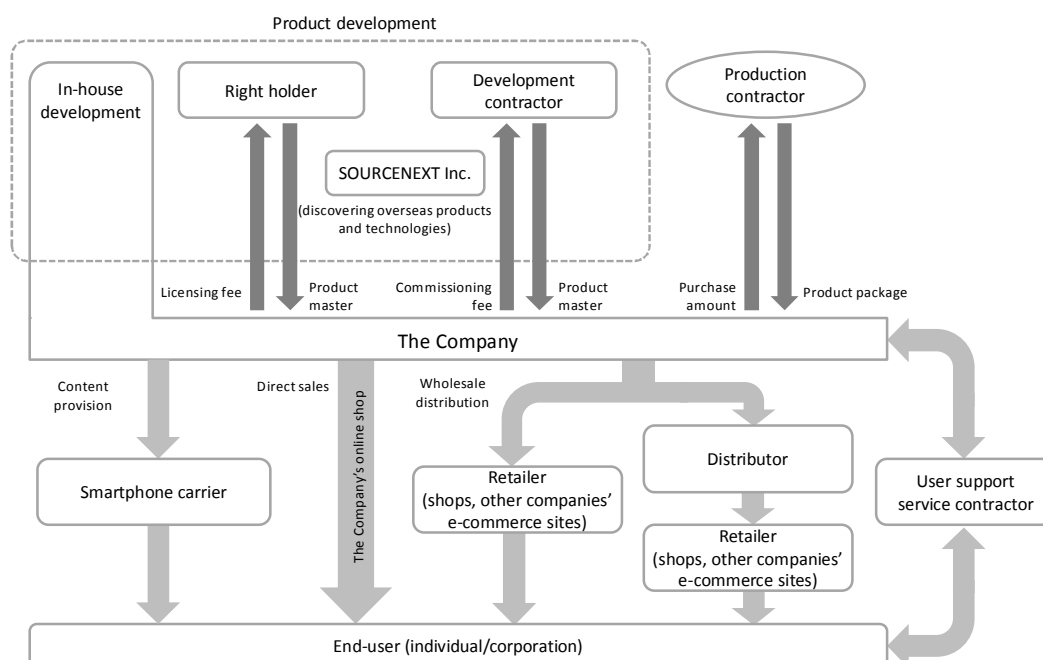 Product development
In-house
development
Right holder
Development
contractor
Production
contractor
SOURCENEXT Inc.
(discovering overseas products
and technologies)
Licensing fee
Product
master
Commissioning
fee
Product
master
Purchase
amount
Product package
The Company
Content
provision
Direct sales
The Company's online shop
Wholesale
distribution
Smartphone carrier
Retailer
(shops, other companies’
e-commerce sites)
Distributor
Retailer
(shops, other companies’
e-commerce sites)
User support
service contractor
End-user (individual/corporation)